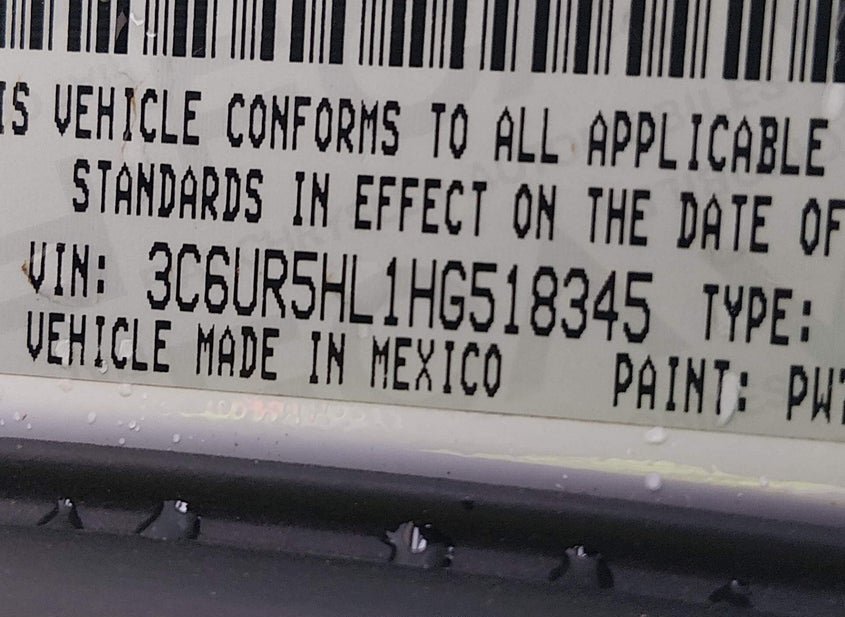 IS VEHICLE CONFORMS TO ALL APPLICABLE
STANDARDS IN EFFECT ON THE DATE OF
VIN: 3C6UR5HL1HG518345 TYPE:
VEHICLE MADE IN MEXICO PAINT: PW7